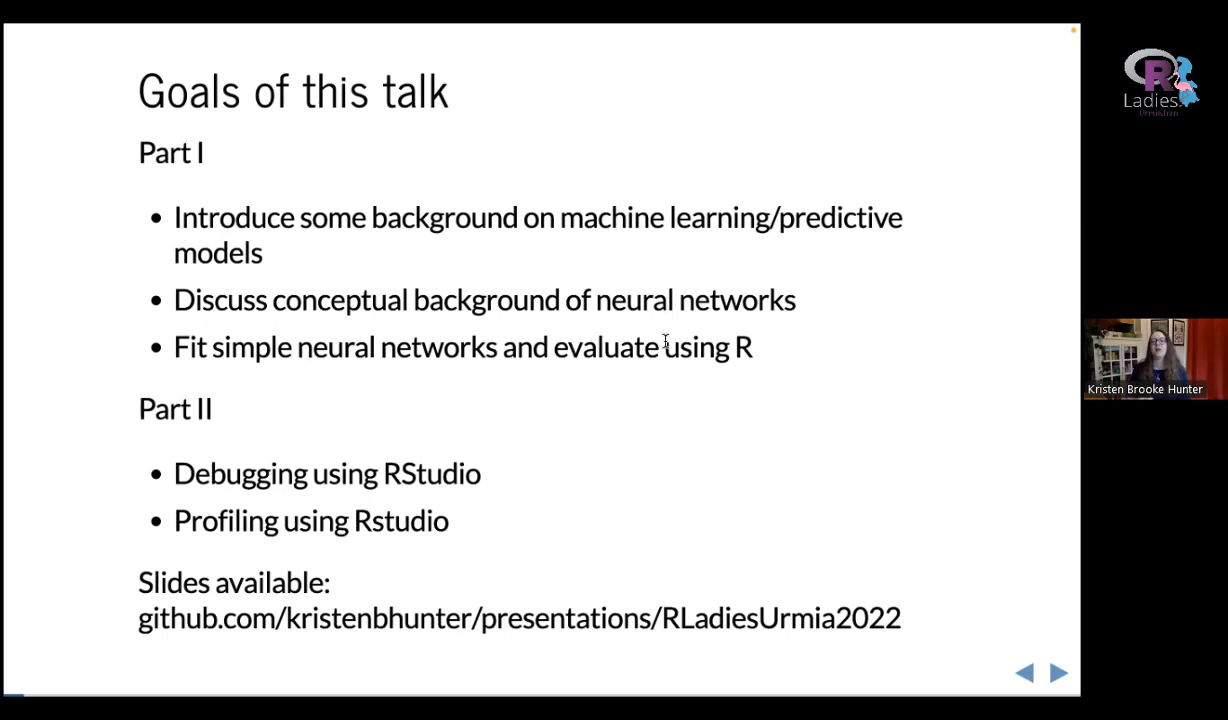 Goals of this talk
Part I
• Introduce some background on machine learning/predictive
models
• Discuss conceptual background of neural networks
• Fit simple neural networks and evaluate using R
Part II
• Debugging using RStudio
• Profiling using Rstudio
Slides available:
github.com/kristenbhunter/presentations/RLadiesUrmia2022
R
Ladies
Kristen Brooke Hunter